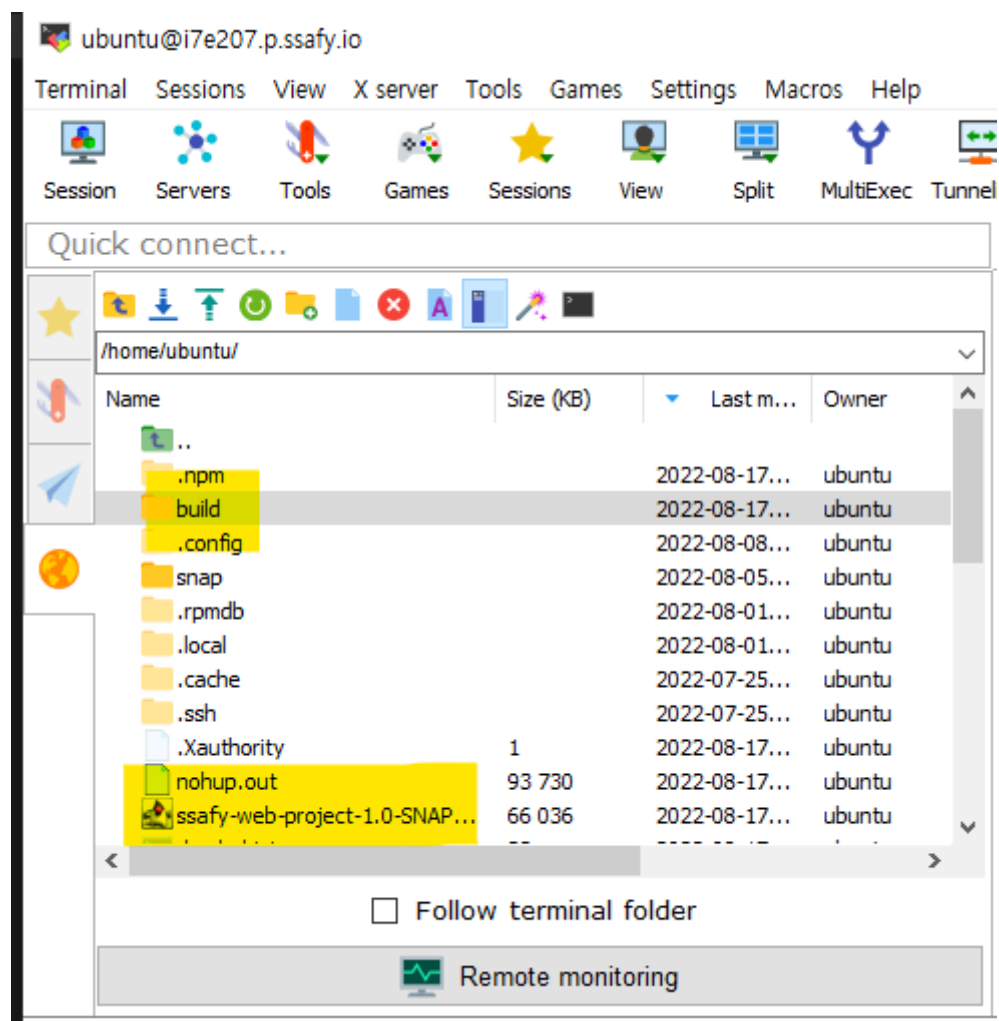 ubuntu@i7e207.p.ssafy.io
Terminal Sessions View X server Tools Games Settings Macros Help
Session Servers Tools Games Sessions View Split MultiExec Tunneli
Quick connect...
/home/ubuntu/
Name Size (KB) Last m... Owner
..
.npm 2022-08-17... ubuntu
build 2022-08-17... ubuntu
.config 2022-08-08... ubuntu
snap 2022-08-05... ubuntu
.rpmdb 2022-08-01... ubuntu
.local 2022-08-01... ubuntu
.cache 2022-07-25... ubuntu
.ssh 2022-07-25... ubuntu
.Xauthority 1 2022-08-17... ubuntu
nohup.out 93 730 2022-08-17... ubuntu
ssafy-web-project-1.0-SNAP... 66 036 2022-08-17... ubuntu
Follow terminal folder
Remote monitoring